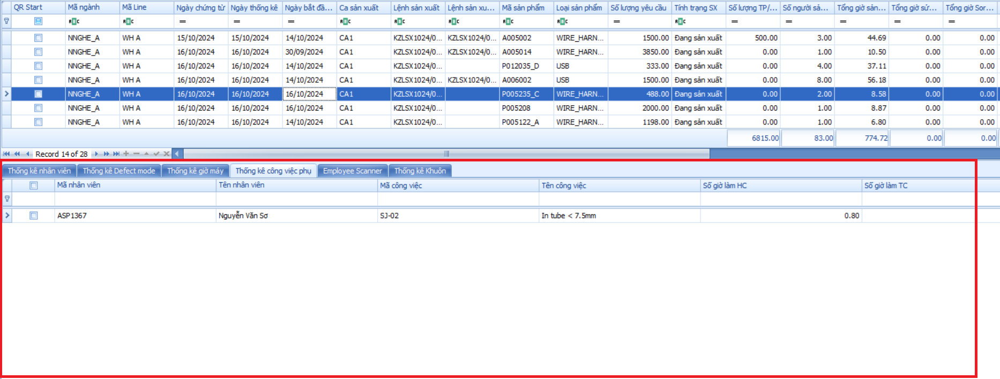 QR Start Mã ngành Mã Line Ngày chứng từ Ngày thống kê Ngày bắt đầ... Ca sản xuất Lệnh sản xuất Lệnh sản xu... Mã sản phẩm Loại sản phẩm Số lượng yêu cầu Tính trạng SX Số lượng TP/... Số người sả... Tổng giờ sản... Tổng giờ sử... Tổng giờ Sor...
ABC ABC = = = ABC ABC ABC ABC ABC = ABC = = = = =
NNGHE_A WH A 15/10/2024 15/10/2024 14/10/2024 CA1 KZLSX1024/0... KZLSX1024/0... A005002 WIRE_HARN... 1500.00 Đang sản xuất 500.00 3.00 44.69 0.00 0.00
NNGHE_A WH A 16/10/2024 16/10/2024 30/09/2024 CA1 KZLSX1024/0... KZLSX1024/0... A005014 WIRE_HARN... 3850.00 Đang sản xuất 0.00 1.00 10.50 0.00 0.00
NNGHE_A WH A 16/10/2024 16/10/2024 14/10/2024 CA1 KZLSX1024/0... P012035_D USB 333.00 Đang sản xuất 0.00 4.00 37.11 0.00 0.00
NNGHE_A WH A 16/10/2024 16/10/2024 14/10/2024 CA1 KZLSX1024/0... KZLSX1024/0... A006002 USB 1500.00 Đang sản xuất 0.00 8.00 56.18 0.00 0.00
NNGHE_A WH A 16/10/2024 16/10/2024 16/10/2024 CA1 KZLSX1024/0... P005235_C WIRE_HARN... 488.00 Đang sản xuất 0.00 2.00 8.58 0.00 0.00
NNGHE_A WH A 16/10/2024 16/10/2024 16/10/2024 CA1 KZLSX1024/0... P005208 WIRE_HARN... 2000.00 Đang sản xuất 0.00 1.00 8.87 0.00 0.00
NNGHE_A WH A 16/10/2024 16/10/2024 14/10/2024 CA1 KZLSX1024/0... P005122_A WIRE_HARN... 1198.00 Đang sản xuất 0.00 1.00 6.80 0.00 0.00
6815.00 83.00 774.72 0.00 0.00
Record 14 of 28
Thống kê nhân viên Thống kê Defect mode Thống kê giờ máy Thống kê công việc phụ Employee Scanner Thống kê Khuôn
Mã nhân viên Tên nhân viên Mã công việc Tên công việc Số giờ làm HC Số giờ làm TC
ASP1367 Nguyễn Văn Sơ SJ-02 In tube < 7.5mm 0.80